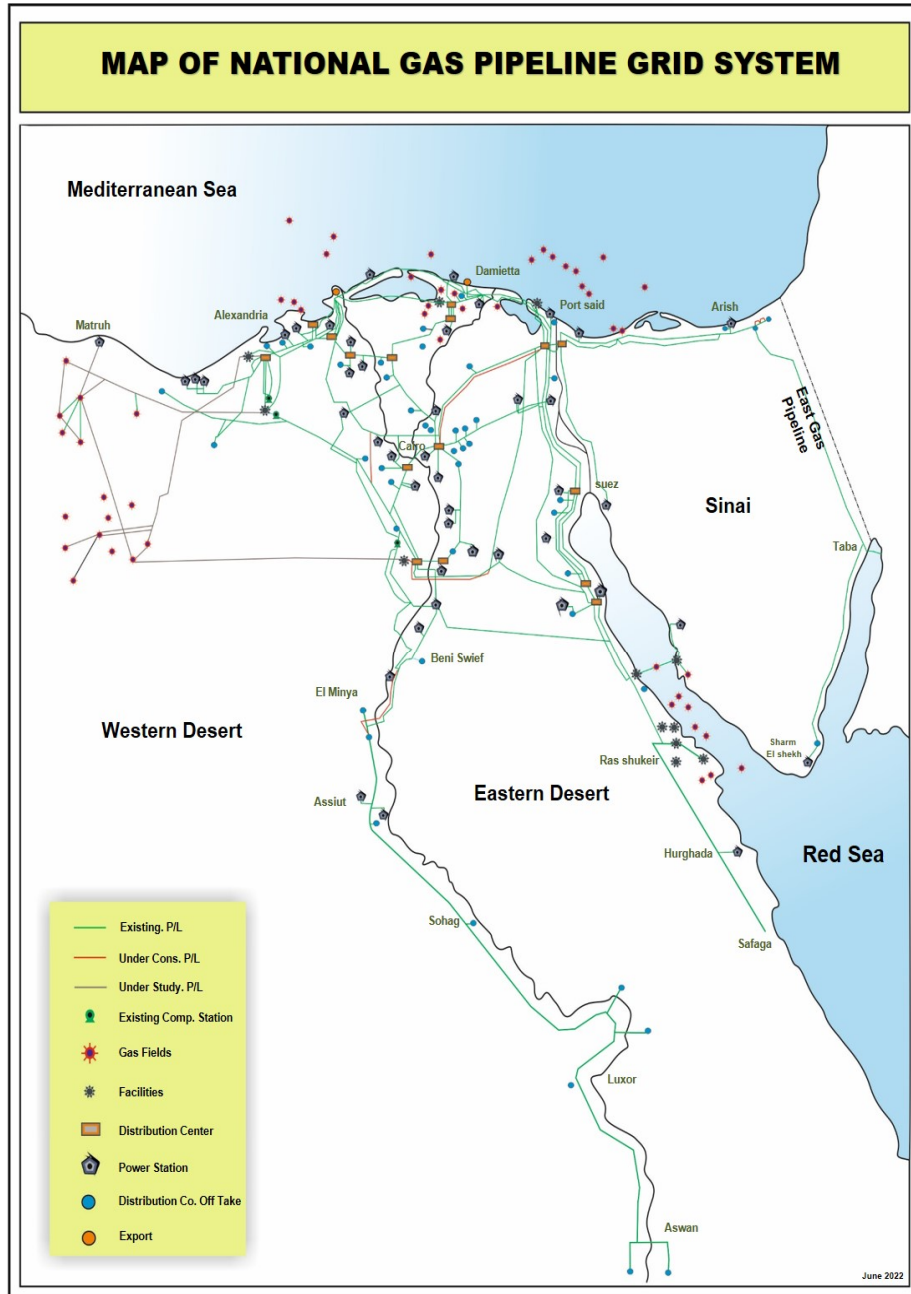 MAP OF NATIONAL GAS PIPELINE GRID SYSTEM
Mediterranean Sea
Damietta
Port said
Arish
Alexandria
Matruh
East Gas
Pipeline
Cairo
suez
Sinai
Taba
Beni Swief
El Minya
Western Desert
Sharm
El shekh
Ras shukeir
Eastern Desert
Assiut
Red Sea
Hurghada
Sohag
Safaga
Luxor
Aswan
Existing. P/L
Under Cons. P/L
Under Study. P/L
Existing Comp. Station
Gas Fields
Facilities
Distribution Center
Power Station
Distribution Co. Off Take
Export
June 2022